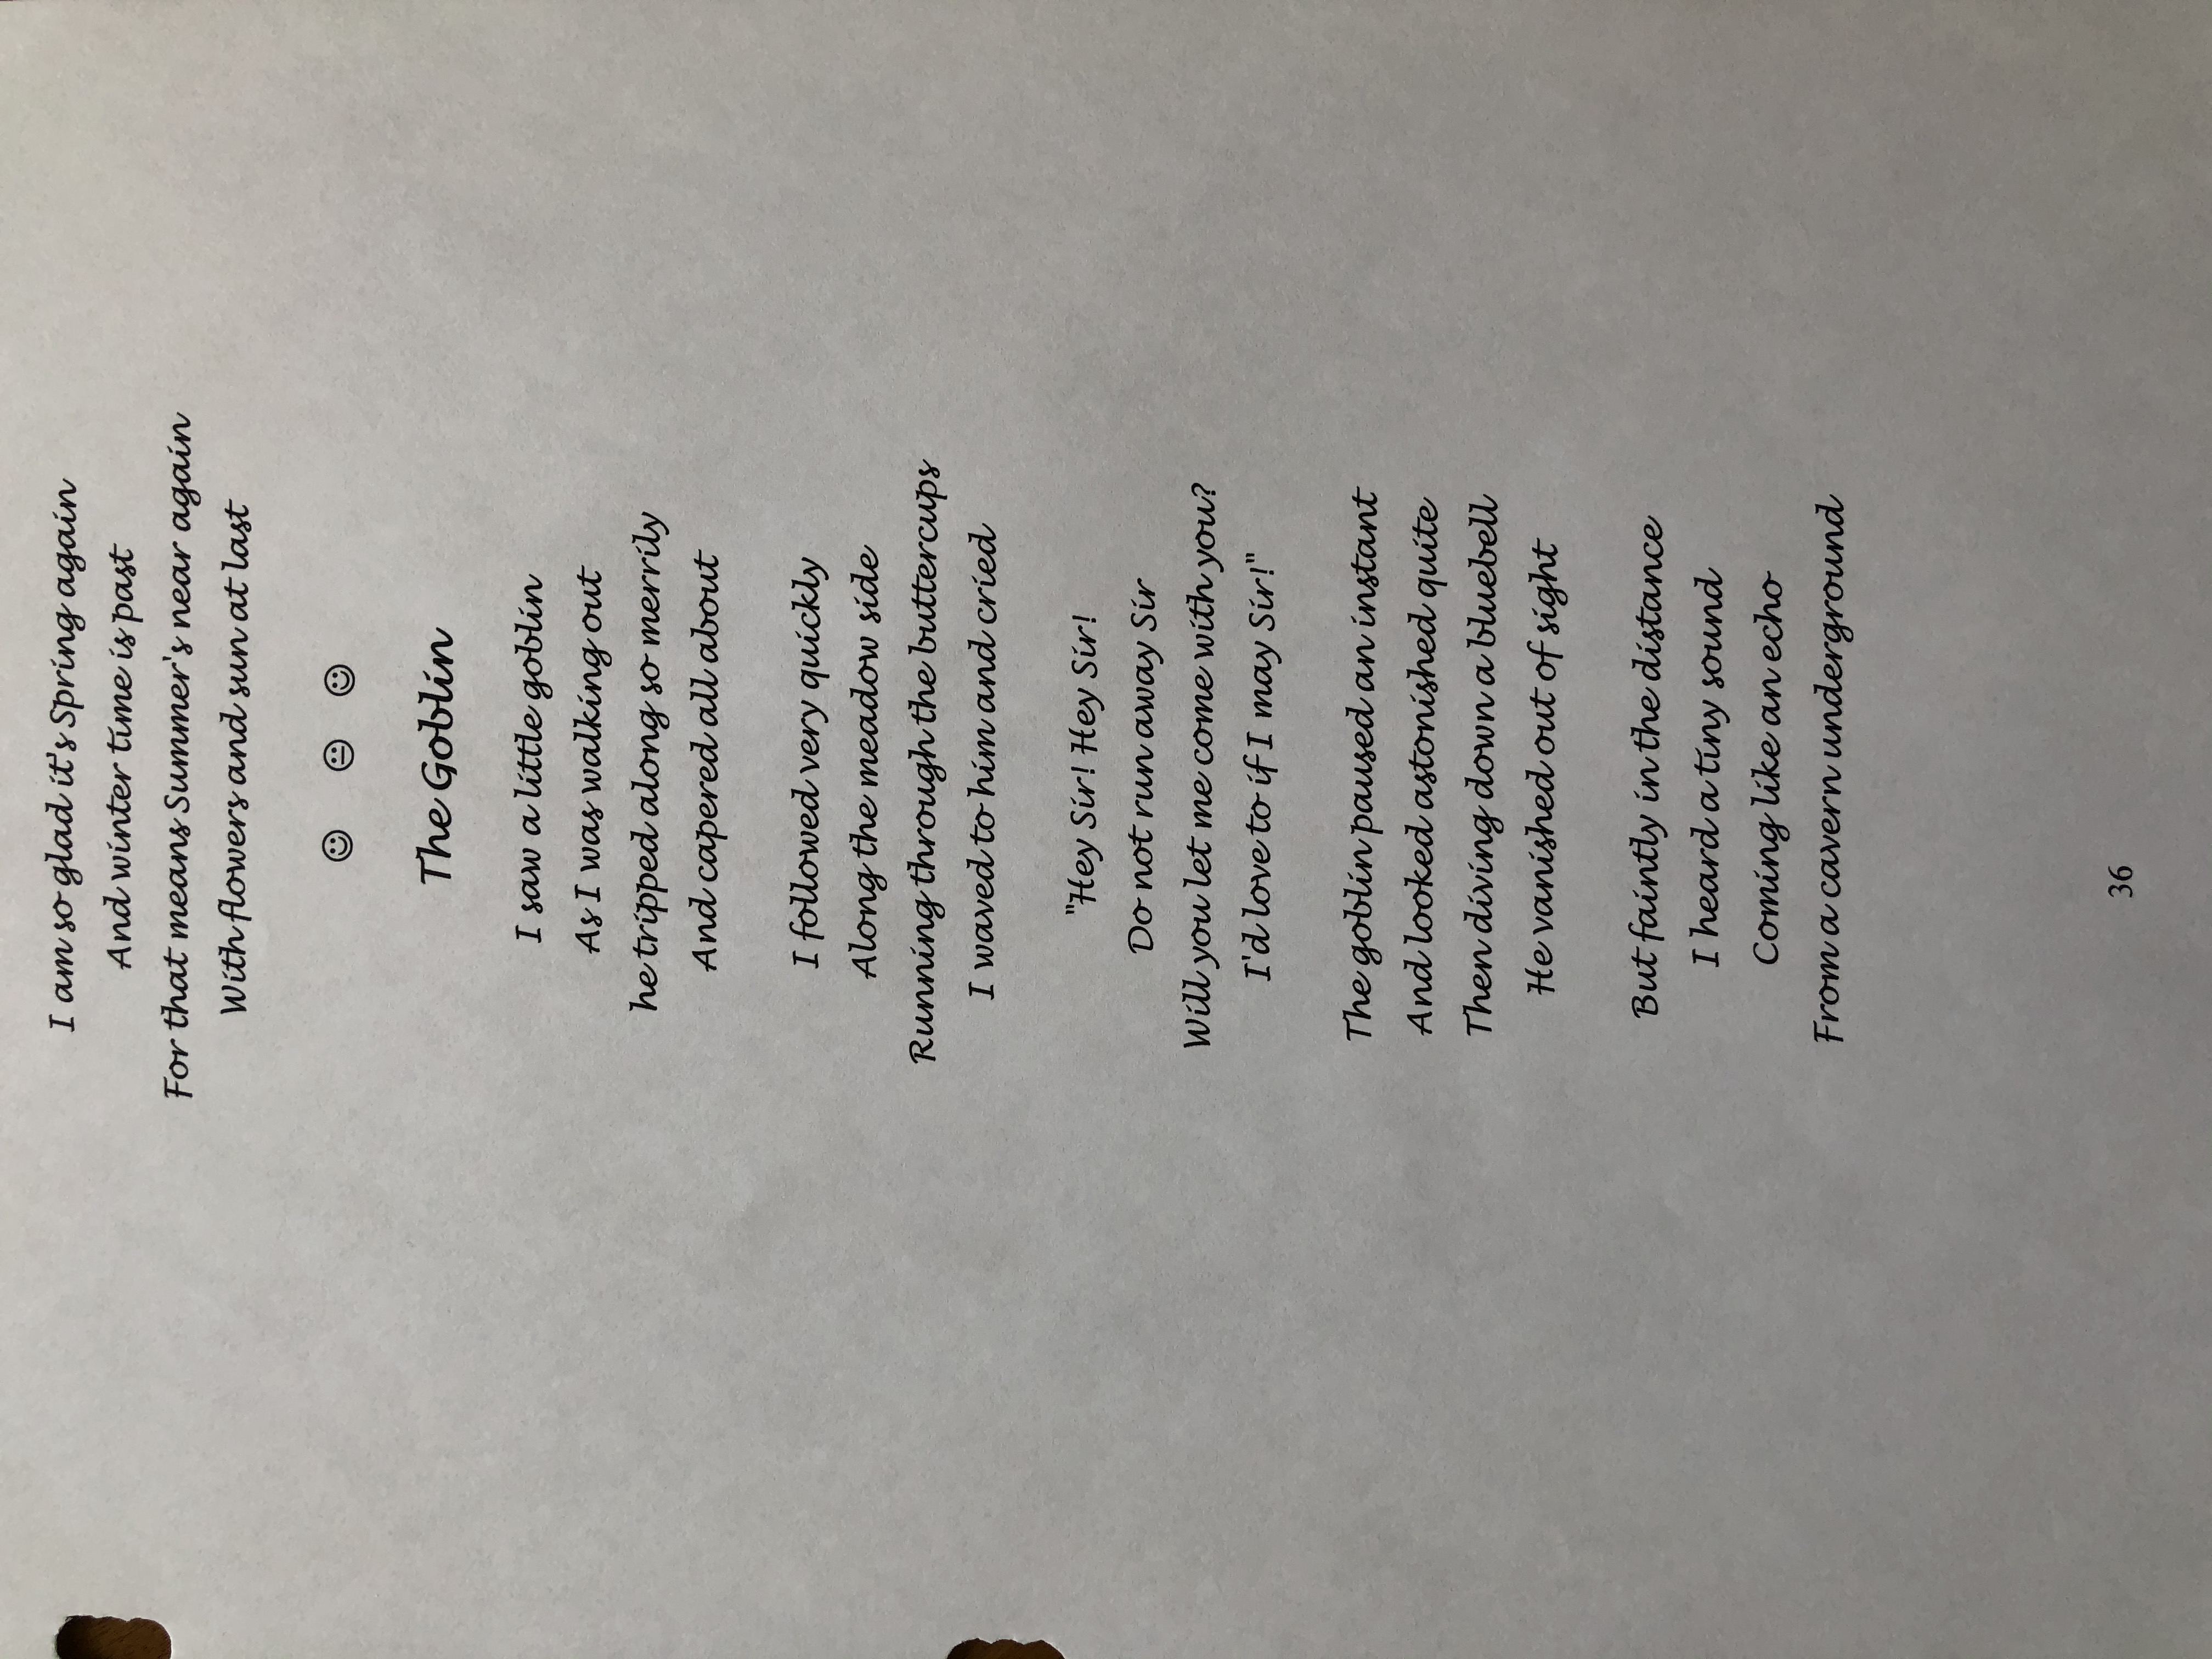 I am so glad it's Spring again
And winter time is past
For that means Summer's near again
With flowers and sun at last
☺ 😐 ☺
The Goblin
I saw a little goblin
As I was walking out
he tripped along so merrily
And capered all about
I followed very quickly
Along the meadow side
Running through the buttercups
I waved to him and cried
"Hey Sir! Hey Sir!
Do not run away Sir
Will you let me come with you?
I'd love to if I may Sir!"
The goblin paused an instant
And looked astonished quite
Then diving down a bluebell
He vanished out of sight
But faintly in the distance
I heard a tiny sound
Coming like an echo
From a cavern underground
36